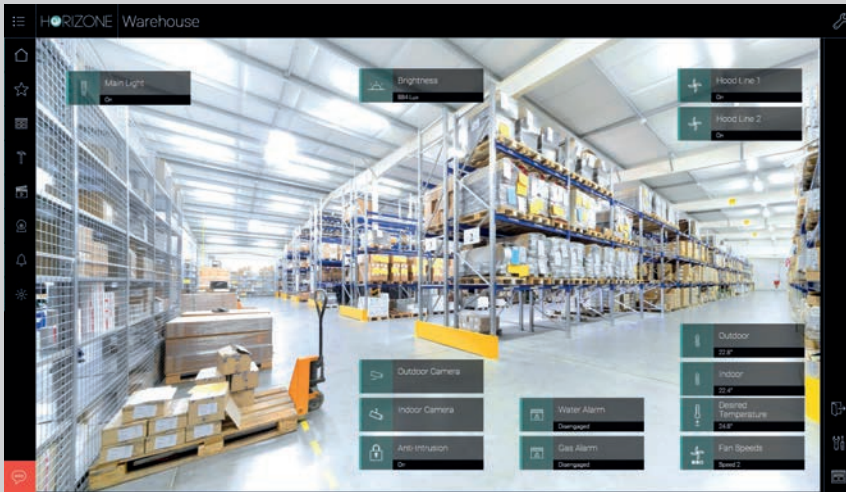 HORIZONE Warehouse
Main Light
On
Brightness
Hood Line 1
On
Hood Line 2
On
Outdoor
22.8°
Indoor
22.4°
Desired
Temperature
24.8°
Fan Speeds
Speed 2
Outdoor Camera
Indoor Camera
Anti-Intrusion
On
Water Alarm
Disengaged
Gas Alarm
Disengaged